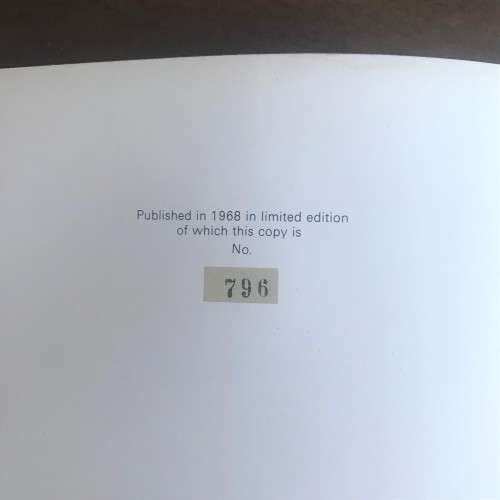 Published in 1968 in limited edition
of which this copy is
No.
796